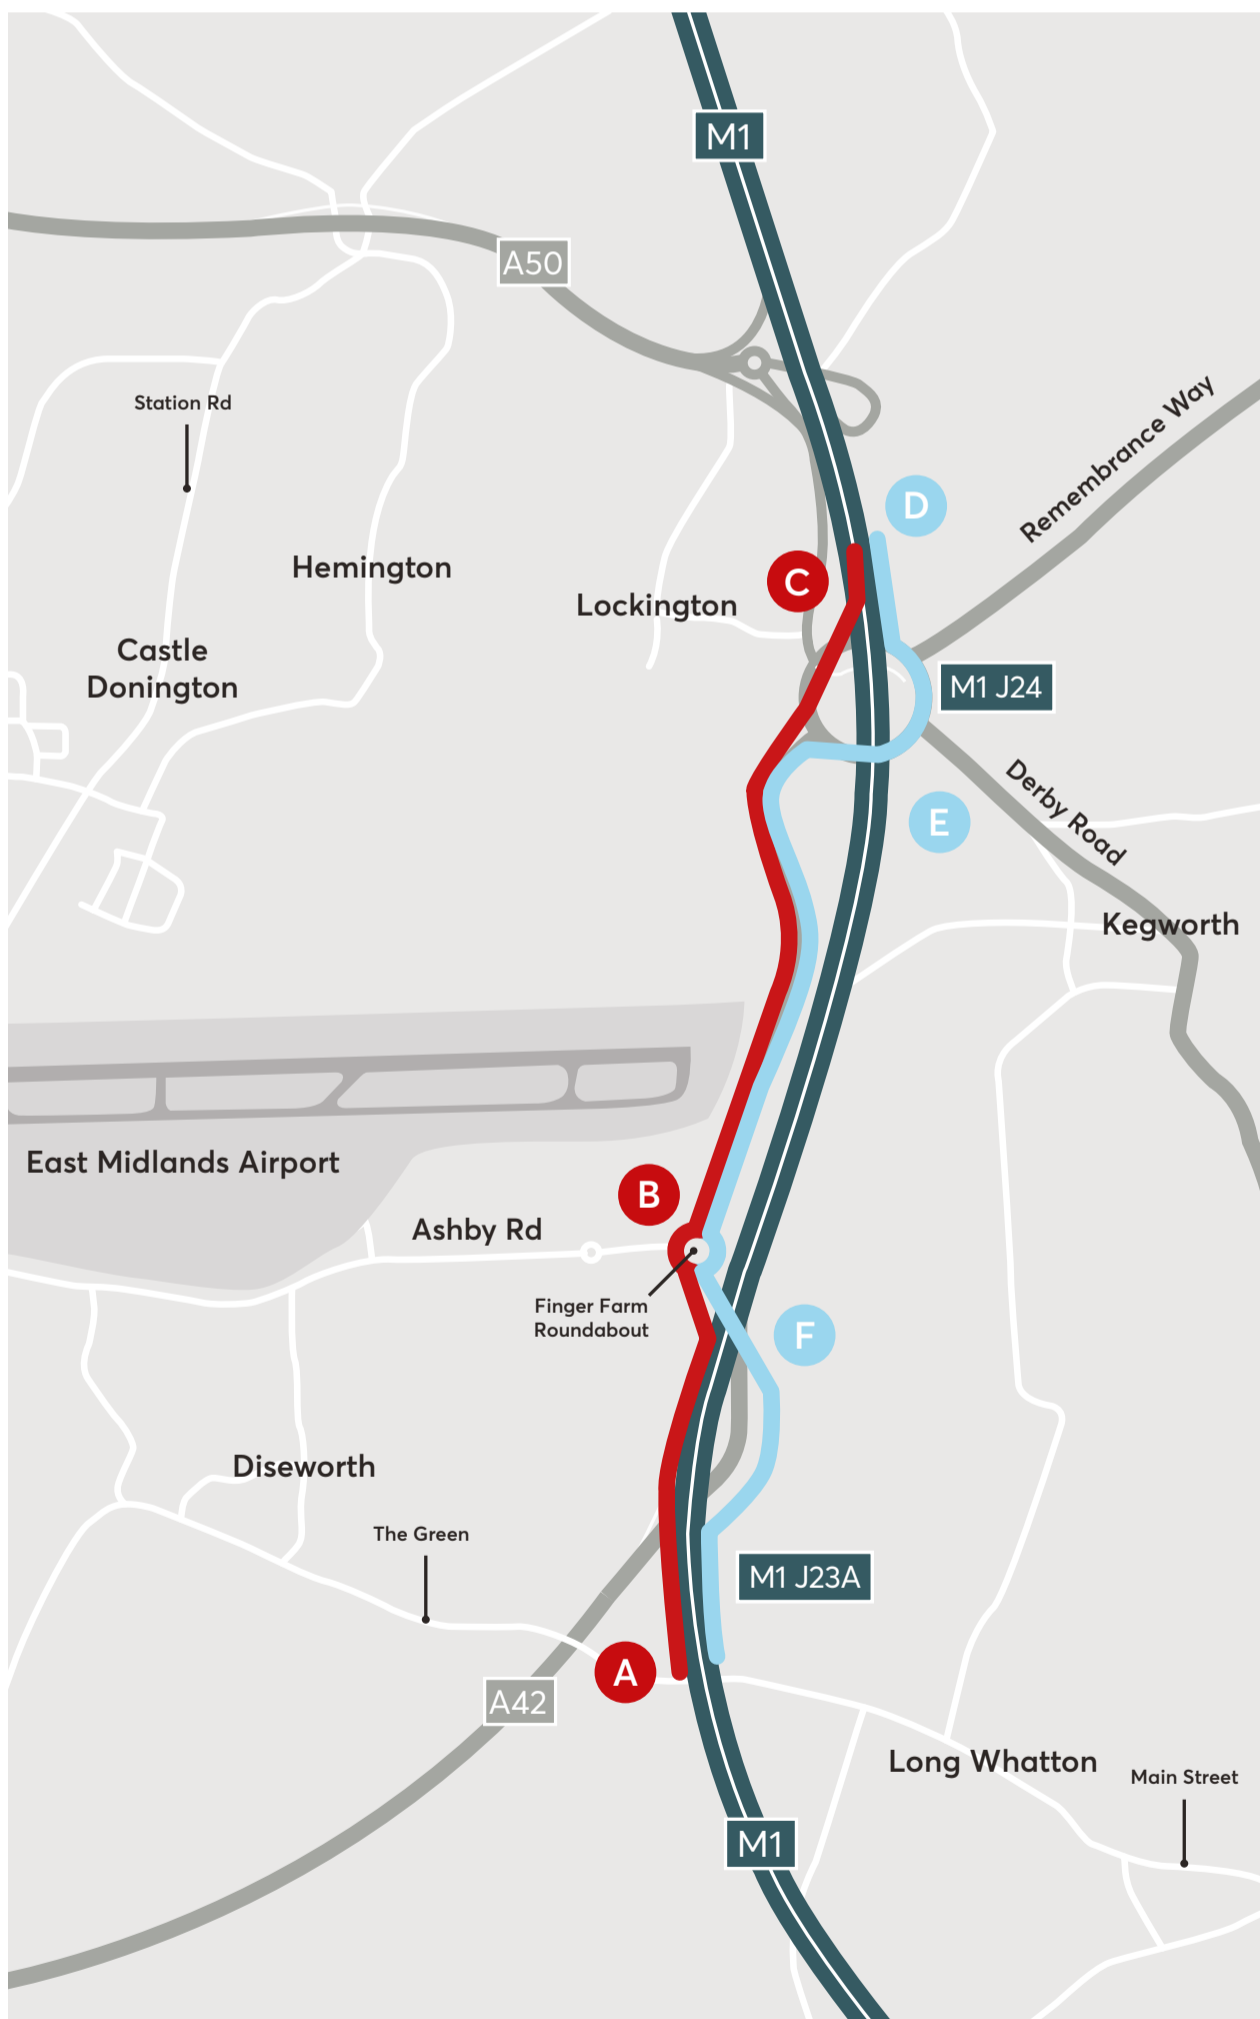 M1
A50
Station Rd
Remembrance Way
D
Hemington
C
Lockington
Castle
Donington
M1 J24
Derby Road
E
Kegworth
East Midlands Airport
B
Ashby Rd
Finger Farm
Roundabout
F
Diseworth
The Green
M1 J23A
A
A42
Long Whatton
Main Street
M1